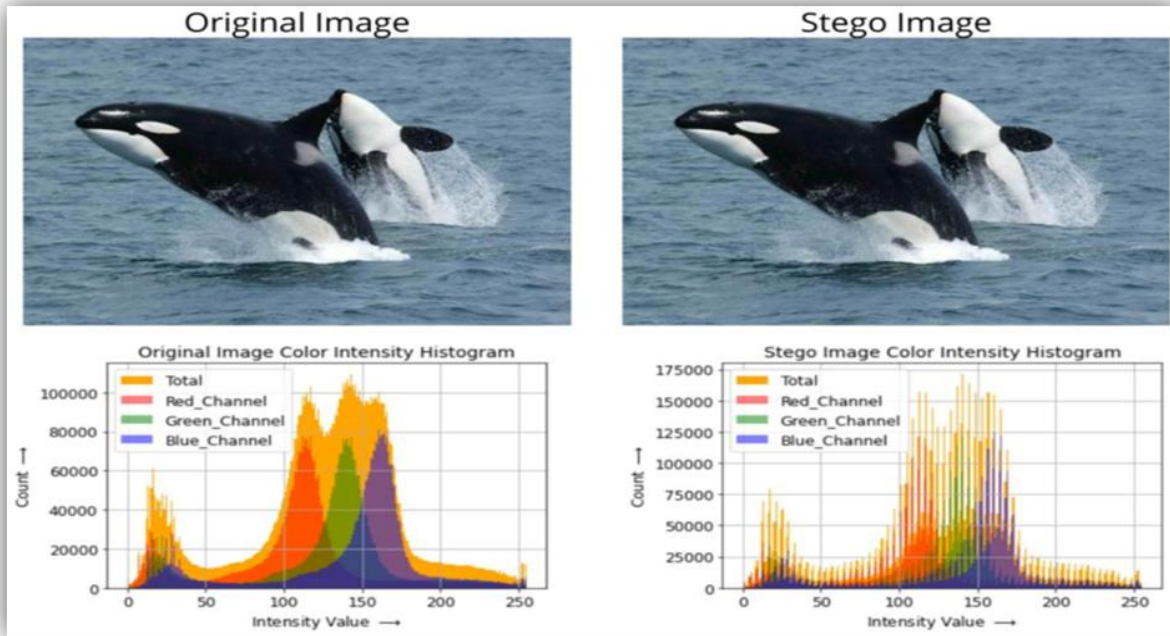 Original Image
Stego Image
Original Image Color Intensity Histogram
Total
Red_Channel
Green_Channel
Blue_Channel
100000
80000
60000
40000
20000
0
Count →
0 50 100 150 200 250
Intensity Value →
Stego Image Color Intensity Histogram
Total
Red_Channel
Green_Channel
Blue_Channel
175000
150000
125000
100000
75000
50000
25000
0
Count →
0 50 100 150 200 250
Intensity Value →